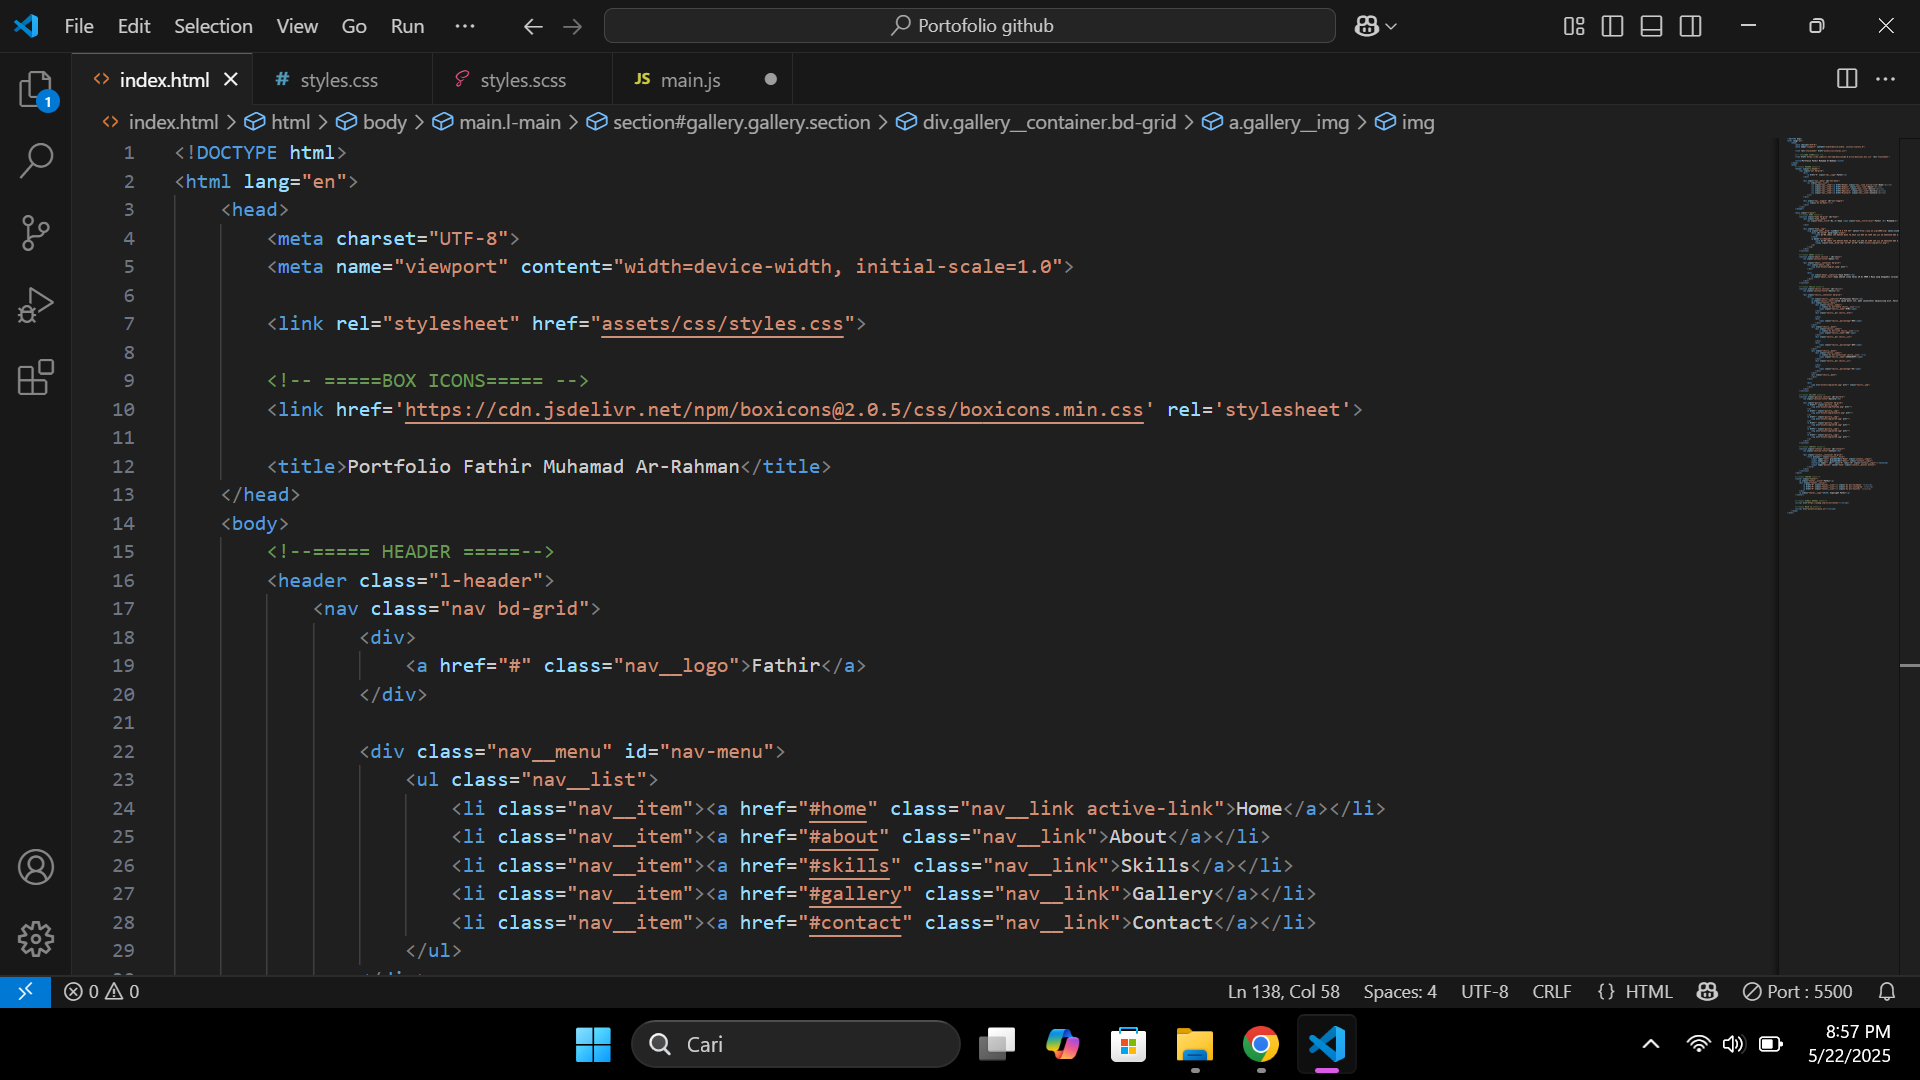 File Edit Selection View Go Run ··· Portofolio github
index.html # styles.css styles.scss JS main.js
index.html > html > body > main.l-main > section#gallery.gallery.section > div.gallery__container.bd-grid > a.gallery__img > img
1 <!DOCTYPE html>
2 <html lang="en">
3 <head>
4 <meta charset="UTF-8">
5 <meta name="viewport" content="width=device-width, initial-scale=1.0">
6
7 <link rel="stylesheet" href="assets/css/styles.css">
8
9 <!-- =====BOX ICONS===== -->
10 <link href='https://cdn.jsdelivr.net/npm/boxicons@2.0.5/css/boxicons.min.css' rel='stylesheet'>
11
12 <title>Portfolio Fathir Muhamad Ar-Rahman</title>
13 </head>
14 <body>
15 <!--===== HEADER =====-->
16 <header class="l-header">
17 <nav class="nav bd-grid">
18 <div>
19 <a href="#" class="nav__logo">Fathir</a>
20 </div>
21
22 <div class="nav__menu" id="nav-menu">
23 <ul class="nav__list">
24 <li class="nav__item"><a href="#home" class="nav__link active-link">Home</a></li>
25 <li class="nav__item"><a href="#about" class="nav__link">About</a></li>
26 <li class="nav__item"><a href="#skills" class="nav__link">Skills</a></li>
27 <li class="nav__item"><a href="#gallery" class="nav__link">Gallery</a></li>
28 <li class="nav__item"><a href="#contact" class="nav__link">Contact</a></li>
29 </ul>
1
0 0 Ln 138, Col 58 Spaces: 4 UTF-8 CRLF {} HTML Port : 5500
Cari
8:57 PM
5/22/2025